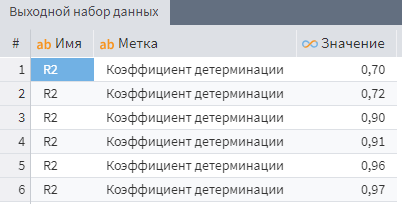 Выходной набор данных
# ab Имя ab Метка Значение
1 R2 Коэффициент детерминации 0,70
2 R2 Коэффициент детерминации 0,72
3 R2 Коэффициент детерминации 0,90
4 R2 Коэффициент детерминации 0,91
5 R2 Коэффициент детерминации 0,96
6 R2 Коэффициент детерминации 0,97